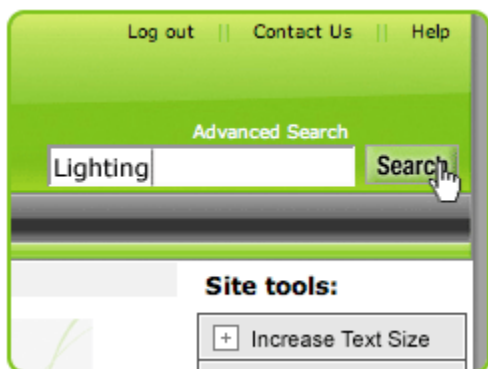 Log out || Contact Us || Help
Advanced Search
Lighting Search
Site tools:
+ Increase Text Size